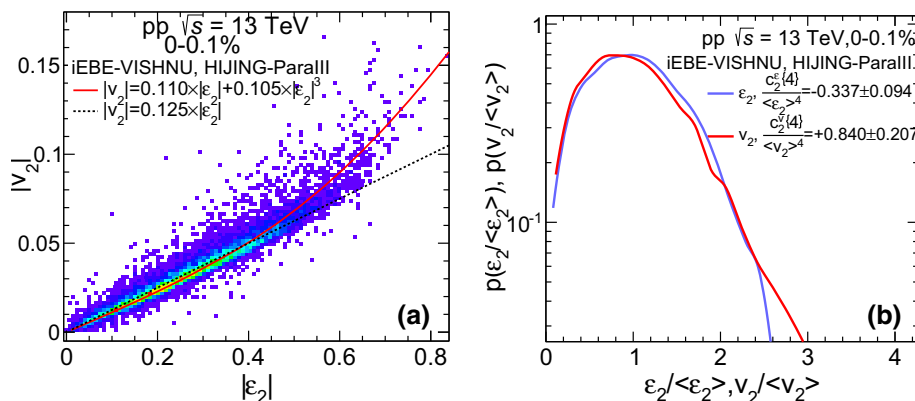 pp √s = 13 TeV
0-0.1%
iEBE-VISHNU, HIJING-ParaIII
|v₂|=0.110×|ε₂|+0.105×|ε₂|³
|v₂|=0.125×|ε₂|
|v₂|
0.15
0.1
0.05
0
(a)
0 0.2 0.4 0.6 0.8
|ε₂|
pp √s = 13 TeV,0-0.1%
iEBE-VISHNU, HIJING-ParaIII
ε₂, c₂^ε{4}/<ε₂>⁴=-0.337±0.094
v₂, c₂^v{4}/<v₂>⁴=+0.840±0.207
p(ε₂/<ε₂>), p(v₂/<v₂>)
1
10⁻¹
(b)
0 1 2 3 4
ε₂/<ε₂>,v₂/<v₂>